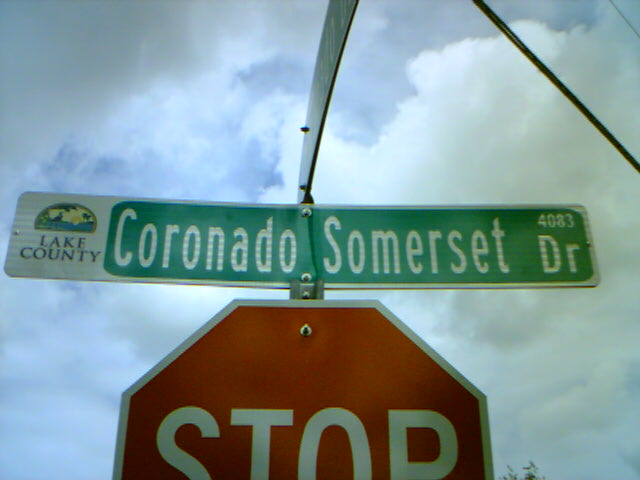 LAKE
COUNTY
Coronado Somerset Dr
4083
STOP